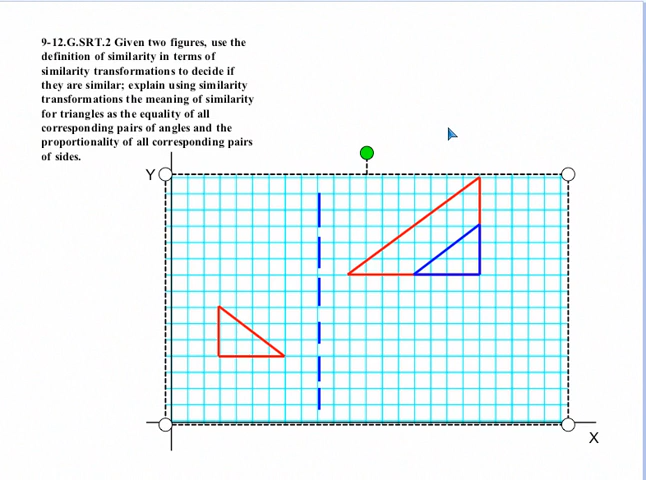 9-12.G.SRT.2 Given two figures, use the
definition of similarity in terms of
similarity transformations to decide if
they are similar; explain using similarity
transformations the meaning of similarity
for triangles as the equality of all
corresponding pairs of angles and the
proportionality of all corresponding pairs
of sides.
Y
X